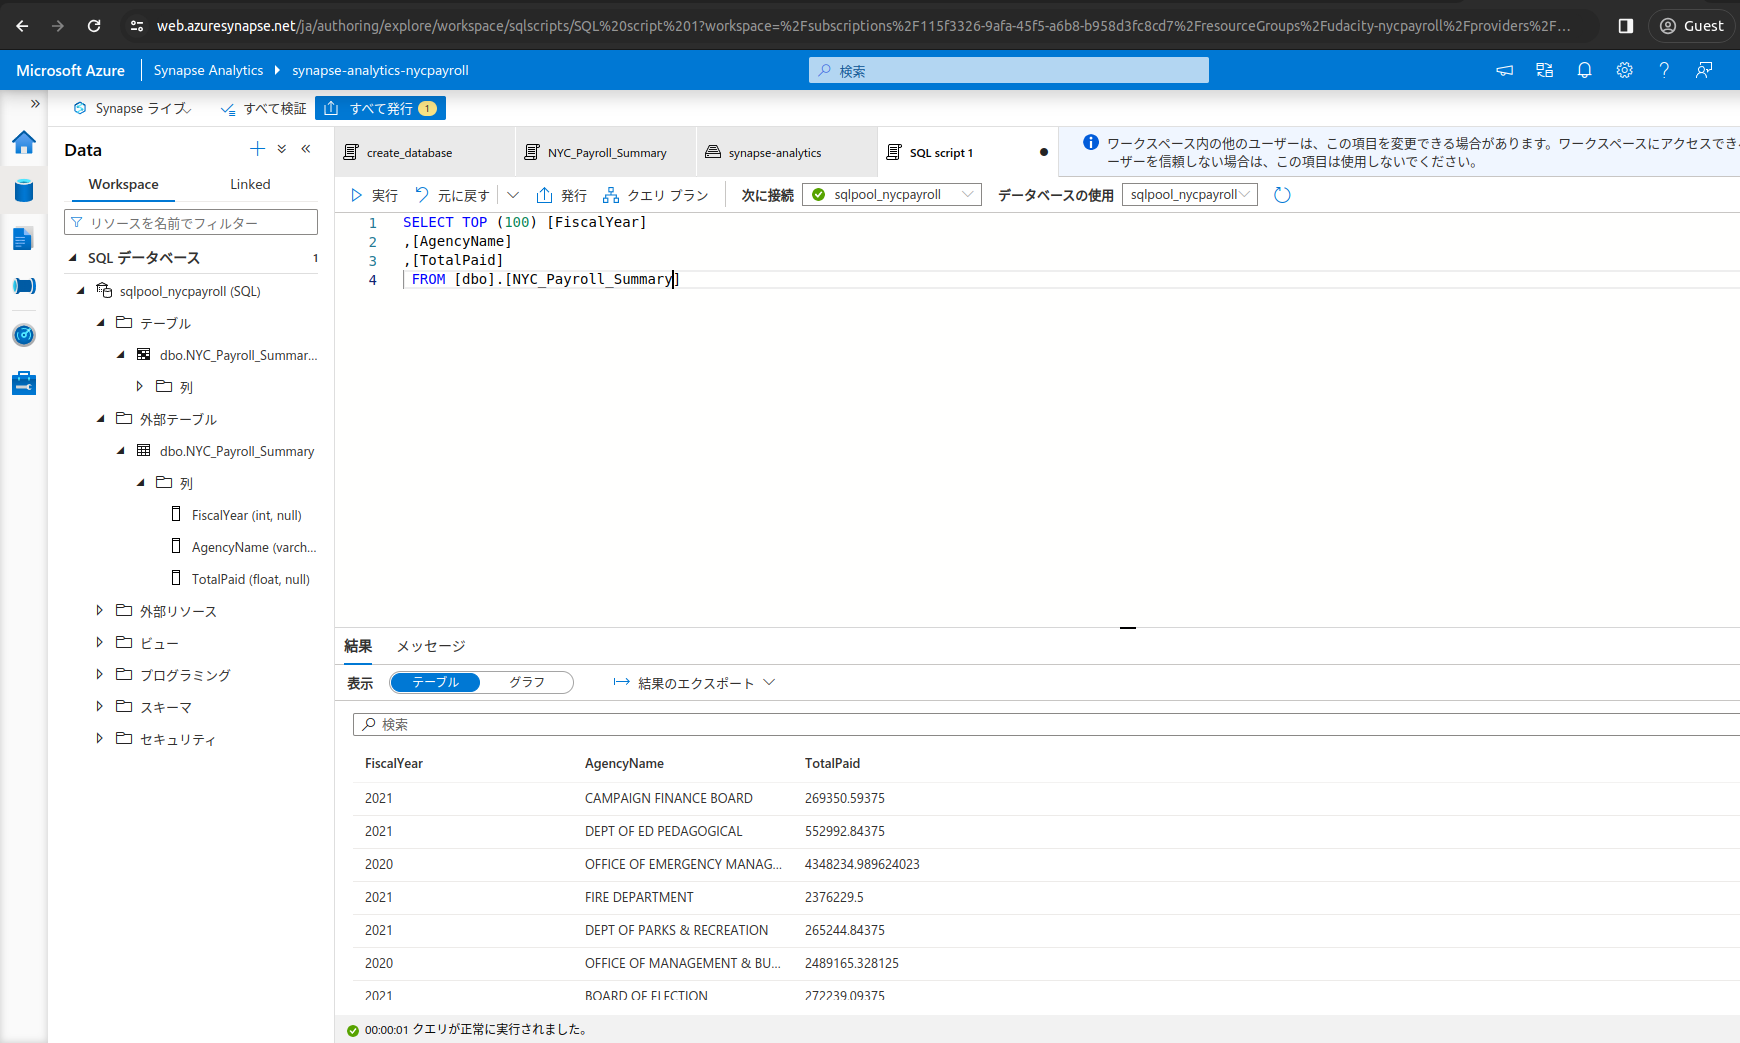 web.azuresynapse.net/ja/authoring/explore/workspace/sqlscripts/SQL%20script%201?workspace=%2Fsubscriptions%2F115f3326-9afa-45f5-a6b8-b958d3fc8cd7%2FresourceGroups%2Fudacity-nycpayroll%2Fproviders%2F...
Guest
Microsoft Azure
Synapse Analytics
synapse-analytics-nycpayroll
検索
Synapse ライブ
すべて検証
すべて発行 1
Data
Workspace
Linked
リソースを名前でフィルター
SQL データベース 1
sqlpool_nycpayroll (SQL)
テーブル
dbo.NYC_Payroll_Summar...
列
外部テーブル
dbo.NYC_Payroll_Summary
列
FiscalYear (int, null)
AgencyName (varch...
TotalPaid (float, null)
外部リソース
ビュー
プログラミング
スキーマ
セキュリティ
create_database
NYC_Payroll_Summary
synapse-analytics
SQL script 1
ワークスペース内の他のユーザーは、この項目を変更できる場合があります。ワークスペースにアクセスでき
ーザーを信頼しない場合は、この項目は使用しないでください。
実行
元に戻す
発行
クエリ プラン
次に接続
sqlpool_nycpayroll
データベースの使用
sqlpool_nycpayroll
1 SELECT TOP (100) [FiscalYear]
2 ,[AgencyName]
3 ,[TotalPaid]
4 FROM [dbo].[NYC_Payroll_Summary]
結果
メッセージ
表示
テーブル
グラフ
結果のエクスポート
検索
FiscalYear AgencyName TotalPaid
2021 CAMPAIGN FINANCE BOARD 269350.59375
2021 DEPT OF ED PEDAGOGICAL 552992.84375
2020 OFFICE OF EMERGENCY MANAG... 4348234.989624023
2021 FIRE DEPARTMENT 2376229.5
2021 DEPT OF PARKS & RECREATION 265244.84375
2020 OFFICE OF MANAGEMENT & BU... 2489165.328125
2021 BOARD OF ELECTION 272239.09375
00:00:01 クエリが正常に実行されました。